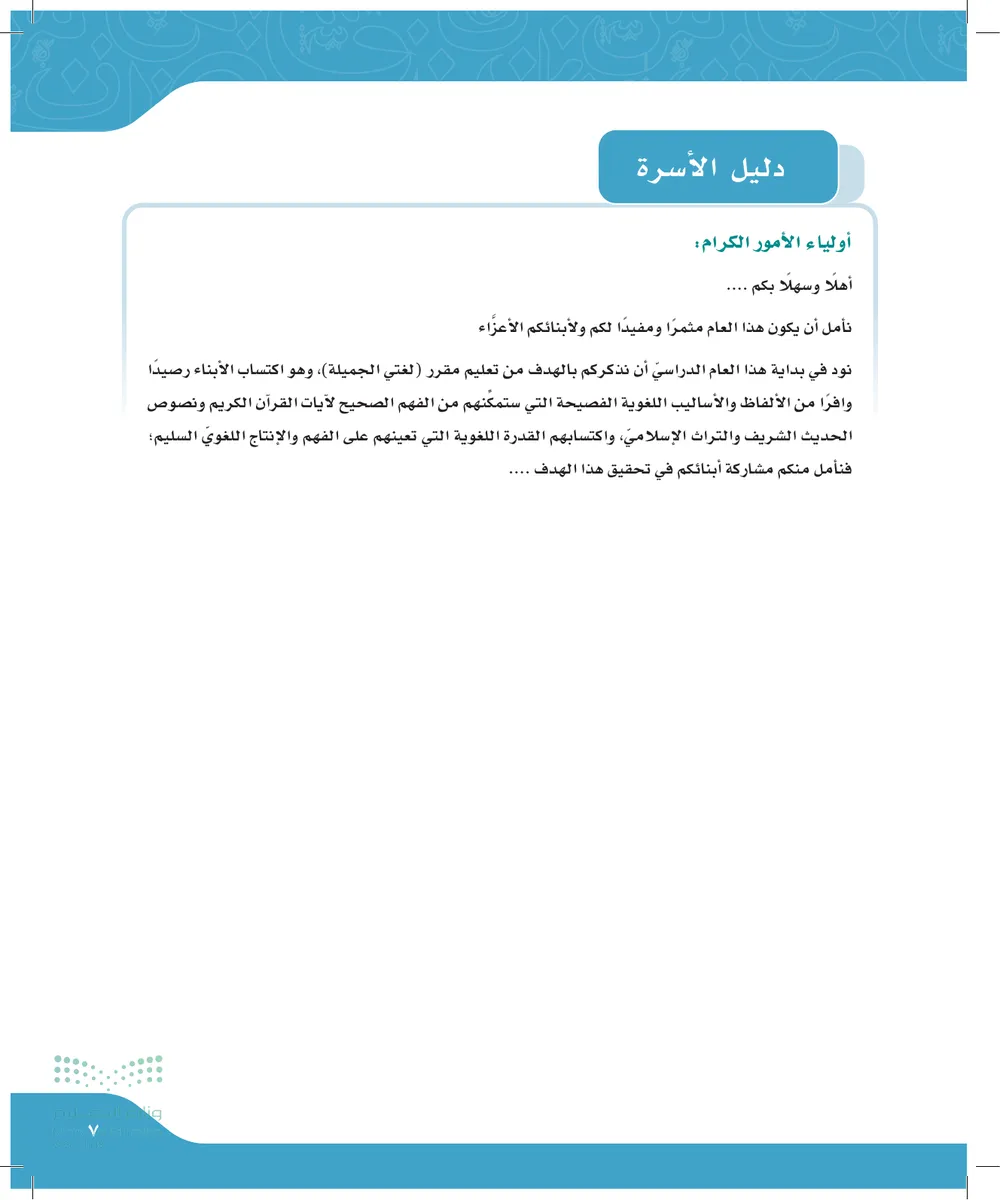 دليل الأسرة
أولياء الأمور الكرام:
أهلًا وسهلًا بكم ....
نأمل أن يكون هذا العام مثمرًا ومفيدًا لكم ولأبنائكم الأعزَّاء
نود في بداية هذا العام الدراسيّ أن نذكركم بالهدف من تعليم مقرر (لغتي الجميلة)، وهو اكتساب الأبناء رصيدًا
وافرًا من الألفاظ والأساليب اللغوية الفصيحة التي ستمكِّنهم من الفهم الصحيح لآيات القرآن الكريم ونصوص
الحديث الشريف والتراث الإسلاميّ، واكتسابهم القدرة اللغوية التي تعينهم على الفهم والإنتاج اللغويّ السليم؛
فنأمل منكم مشاركة أبنائكم في تحقيق هذا الهدف ....
٧